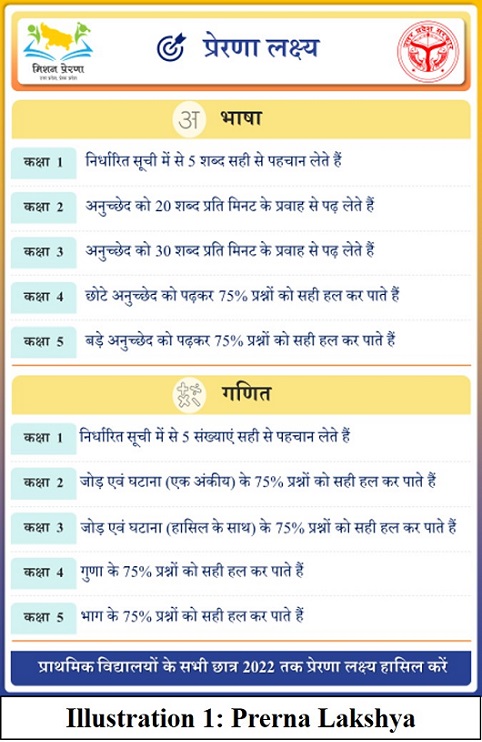 मिशन प्रेरणा
प्रेरणा लक्ष्य
उत्तर प्रदेश सरकार
अ भाषा
कक्षा 1 निर्धारित सूची में से 5 शब्द सही से पहचान लेते हैं
कक्षा 2 अनुच्छेद को 20 शब्द प्रति मिनट के प्रवाह से पढ़ लेते हैं
कक्षा 3 अनुच्छेद को 30 शब्द प्रति मिनट के प्रवाह से पढ़ लेते हैं
कक्षा 4 छोटे अनुच्छेद को पढ़कर 75% प्रश्नों को सही हल कर पाते हैं
कक्षा 5 बड़े अनुच्छेद को पढ़कर 75% प्रश्नों को सही हल कर पाते हैं
गणित
कक्षा 1 निर्धारित सूची में से 5 संख्याएं सही से पहचान लेते हैं
कक्षा 2 जोड़ एवं घटाना (एक अंकीय) के 75% प्रश्नों को सही हल कर पाते हैं
कक्षा 3 जोड़ एवं घटाना (हासिल के साथ) के 75% प्रश्नों को सही हल कर पाते हैं
कक्षा 4 गुणा के 75% प्रश्नों को सही हल कर पाते हैं
कक्षा 5 भाग के 75% प्रश्नों को सही हल कर पाते हैं
प्राथमिक विद्यालयों के सभी छात्र 2022 तक प्रेरणा लक्ष्य हासिल करें
Illustration 1: Prerna Lakshya